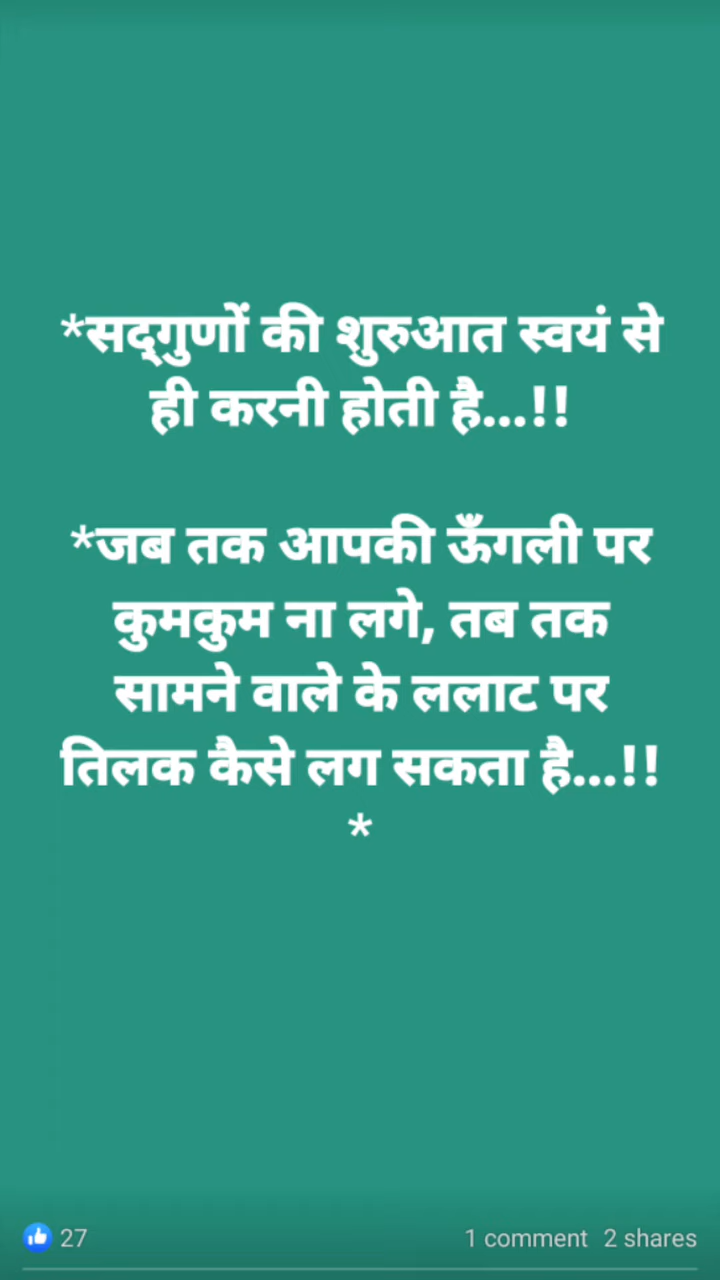 *सद्गुणों की शुरुआत स्वयं से
ही करनी होती है...!!
*जब तक आपकी ऊँगली पर
कुमकुम ना लगे, तब तक
सामने वाले के ललाट पर
तिलक कैसे लग सकता है...!!
*
27
1 comment 2 shares